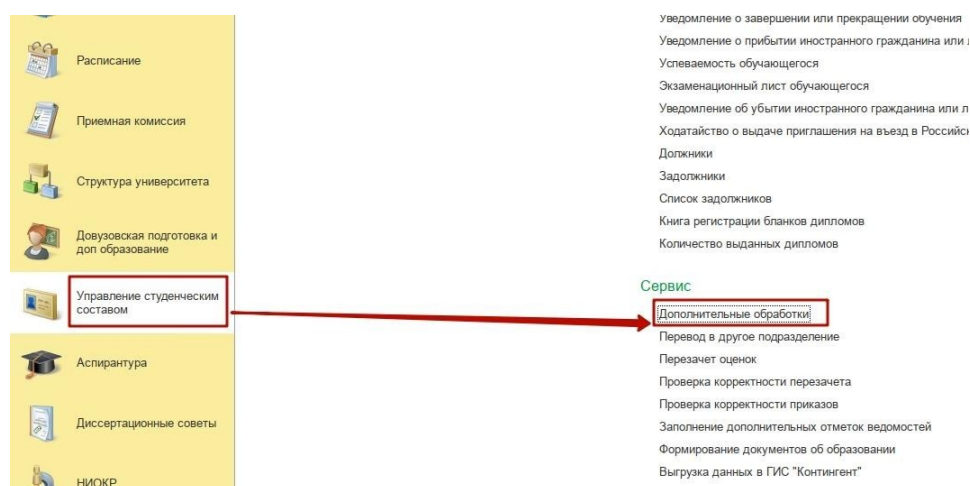 Расписание
Приемная комиссия
Структура университета
Довузовская подготовка и
доп образование
Управление студенческим
составом
Аспирантура
Диссертационные советы
НИОКР
Уведомление о завершении или прекращении обучения
Уведомление о прибытии иностранного гражданина или
Успеваемость обучающегося
Экзаменационный лист обучающегося
Уведомление об убытии иностранного гражданина или л
Ходатайство о выдаче приглашения на въезд в Российск
Должники
Задолжники
Список задолжников
Книга регистрации бланков дипломов
Количество выданных дипломов
Сервис
Дополнительные обработки
Перевод в другое подразделение
Перезачет оценок
Проверка корректности перезачета
Проверка корректности приказов
Заполнение дополнительных отметок ведомостей
Формирование документов об образовании
Выгрузка данных в ГИС "Контингент"